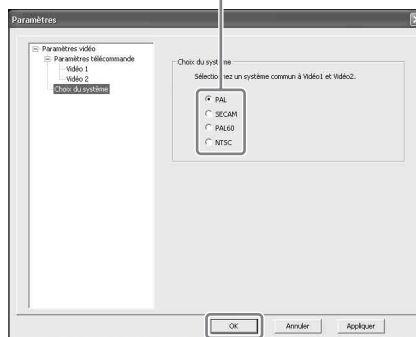 Paramètres
Paramètres vidéo
Paramètres télécommande
Vidéo 1
Vidéo 2
Choix du système
Choix du système
Sélectionnez un système commun à Vidéo1 et Vidéo2.
PAL
SECAM
PAL60
NTSC
OK
Annuler
Appliquer